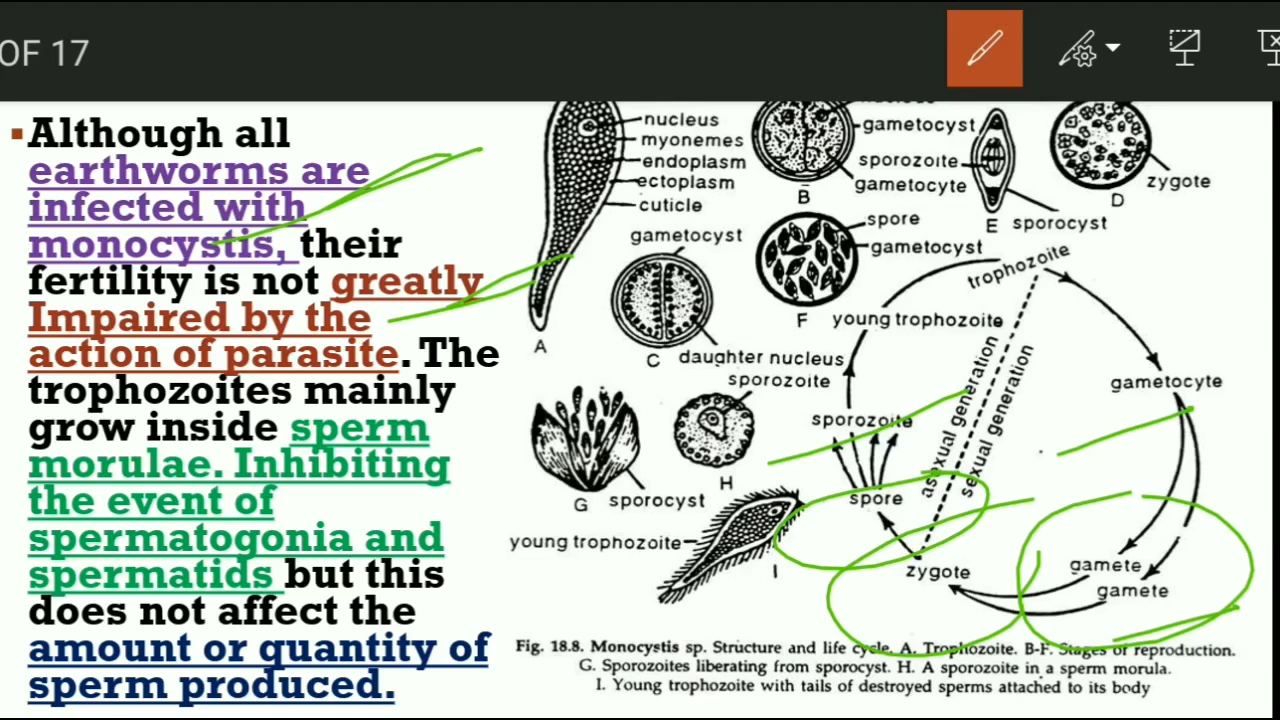 OF 17
Although all
earthworms are
infected with
monocystis, their
fertility is not greatly
Impaired by the
action of parasite. The
trophozoites mainly
grow inside sperm
morulae. Inhibiting
the event of
spermatogonia and
spermatids but this
does not affect the
amount or quantity of
sperm produced.
nucleus
myonemes
endoplasm
ectoplasm
cuticle
A
gametocyst
gametocyte
B
gametocyst
daughter nucleus
C
zygote
D
sporozoite
sporocyst
E
spore
gametocyst
F
sporocyst
G
sporozoite
H
young trophozoite
I
trophozoite
gametocyte
gamete
gamete
zygote
spore
sporozoite
young trophozoite
asexual generation
sexual generation
Fig. 18.8. Monocystis sp. Structure and life cycle. A. Trophozoite. B-F. Stages of reproduction.
G. Sporozoites liberating from sporocyst. H. A sporozoite in a sperm morula.
I. Young trophozoite with tails of destroyed sperms attached to its body